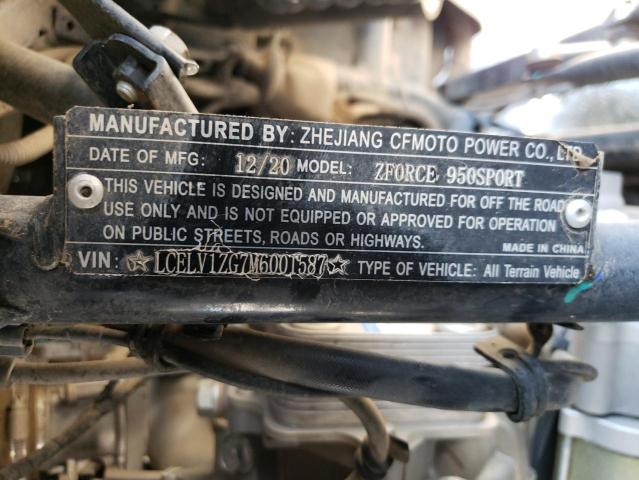 MANUFACTURED BY: ZHEJIANG CFMOTO POWER CO., LTD
DATE OF MFG: 12/20 MODEL: ZFORCE 950SPORT
THIS VEHICLE IS DESIGNED AND MANUFACTURED FOR OFF THE ROAD
USE ONLY AND IS NOT EQUIPPED OR APPROVED FOR OPERATION
ON PUBLIC STREETS, ROADS OR HIGHWAYS.
MADE IN CHINA
VIN: ☆LCELV1ZG7M6001587☆ TYPE OF VEHICLE: All Terrain Vehicle